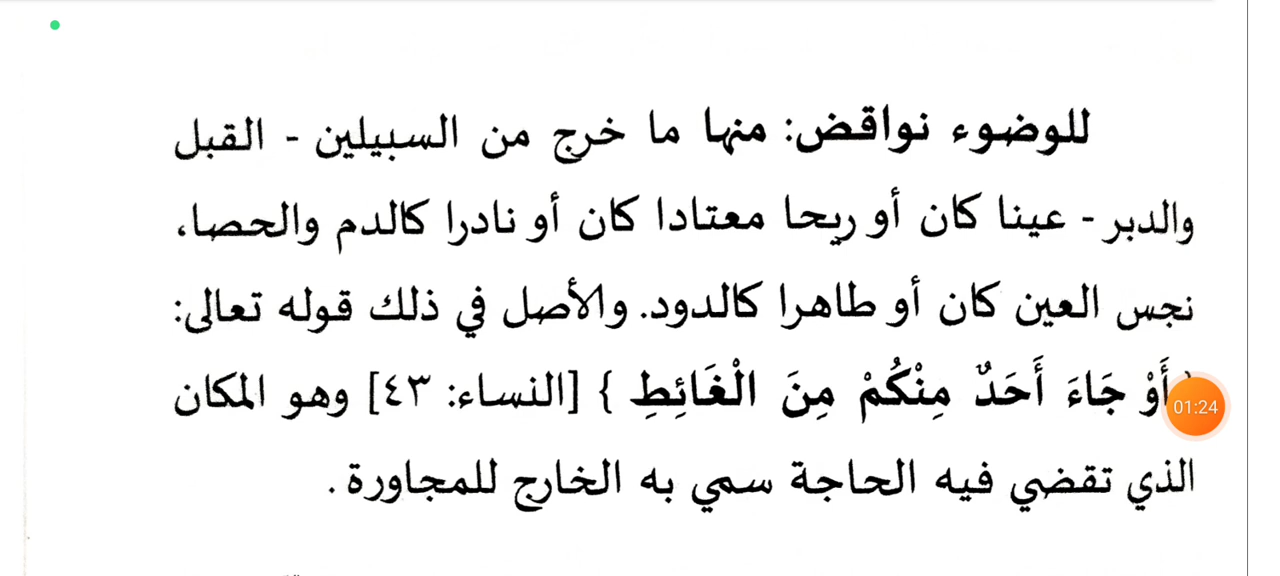 للوضوء نواقض: منها ما خرج من السبيلين - القبل
والدبر - عينا كان أو ريحا معتادا كان أو نادرا كالدم والحصا،
نجس العين كان أو طاهرا كالدود. والأصل في ذلك قوله تعالى:
أَوْ جَاءَ أَحَدٌ مِنْكُمْ مِنَ الْغَائِطِ } [النساء: ٤٣] وهو المكان
01:24
الذي تقضي فيه الحاجة سمي به الخارج للمجاورة .